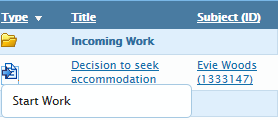 Type Title Subject (ID)
Incoming Work
Decision to seek Evie Woods
accommodation (1333147)
Start Work